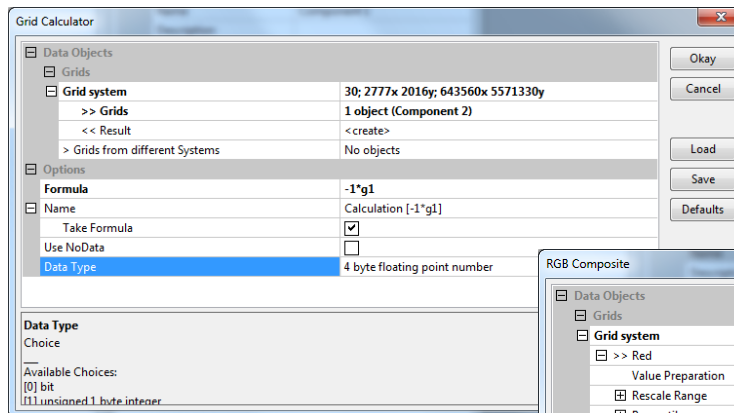 Grid Calculator
Data Objects
Grids
Grid system 30; 2777x 2016y; 643560x 5571330y
>> Grids 1 object (Component 2)
<< Result <create>
> Grids from different Systems No objects
Options
Formula -1*g1
Name Calculation [-1*g1]
Take Formula
Use NoData
Data Type 4 byte floating point number
Data Type
Choice
__
Available Choices:
[0] bit
[1] unsigned 1 byte integer
Okay
Cancel
Load
Save
Defaults
RGB Composite
Data Objects
Grids
Grid system
>> Red
Value Preparation
Rescale Range